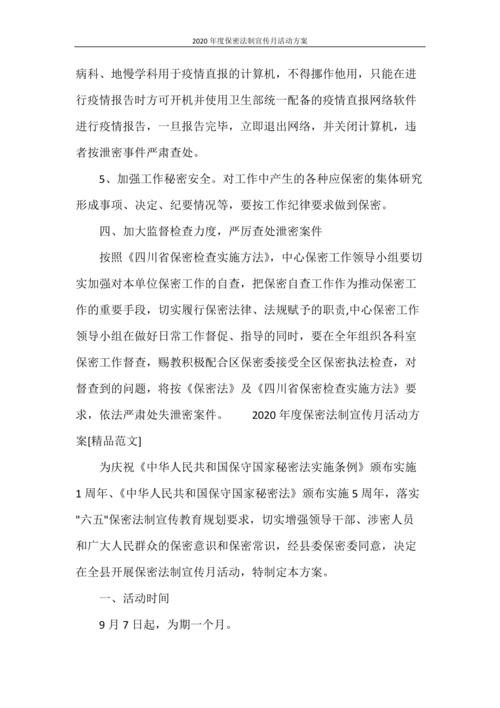 2020 年度保密法制宣传月活动方案
病科、地慢学科用于疫情直报的计算机，不得挪作他用，只能在进
行疫情报告时方可开机并使用卫生部统一配备的疫情直报网络软件
进行疫情报告，一旦报告完毕，立即退出网络，并关闭计算机，违
者按泄密事件严肃查处。
5、加强工作秘密安全。对工作中产生的各种应保密的集体研究
形成事项、决定、纪要情况等，要按工作纪律要求做到保密。
四、加大监督检查力度，严厉查处泄密案件
按照《四川省保密检查实施方法》，中心保密工作领导小组要切
实加强对本单位保密工作的自查，把保密自查工作作为推动保密工
作的重要手段，切实履行保密法律、法规赋予的职责,中心保密工作
领导小组在做好日常工作督促、指导的同时，要在全年组织各科室
保密工作督查，赐教积极配合区保密委接受全区保密执法检查，对
督查到的问题，将按《保密法》及《四川省保密检查实施方法》要
求，依法严肃处失泄密案件。 2020 年度保密法制宣传月活动方
案[精品范文]
为庆祝《中华人民共和国保守国家秘密法实施条例》颁布实施
1 周年、《中华人民共和国保守国家秘密法》颁布实施 5 周年，落实
"六五"保密法制宣传教育规划要求，切实增强领导干部、涉密人员
和广大人民群众的保密意识和保密常识，经县委保密委同意，决定
在全县开展保密法制宣传月活动，特制定本方案。
一、活动时间
9 月 7 日起，为期一个月。